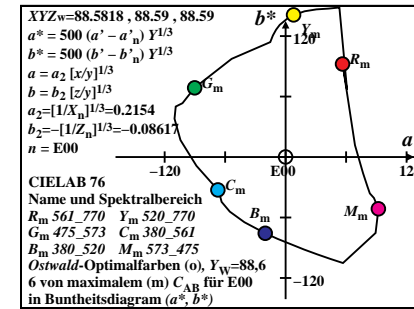 XYZw=88.5818 , 88.59 , 88.59
a* = 500 (a' - a'n) Y1/3
b* = 500 (b' - b'n) Y1/3
a = a2 [x/y]1/3
b = b2 [z/y]1/3
a2=[1/Xn]1/3=0.2154
b2=−[1/Zn]1/3=−0.08617
n = E00
CIELAB 76
Name und Spektralbereich
Rm 561_770 Ym 520_770
Gm 475_573 Cm 380_561
Bm 380_520 Mm 573_475
Ostwald-Optimalfarben (o), YW=88,6
6 von maximalem (m) CAB für E00
in Buntheitsdiagram (a*, b*)
b*
120
Ym
Rm
Gm
a
−120
E00
120
Cm
Bm
Mm
−120